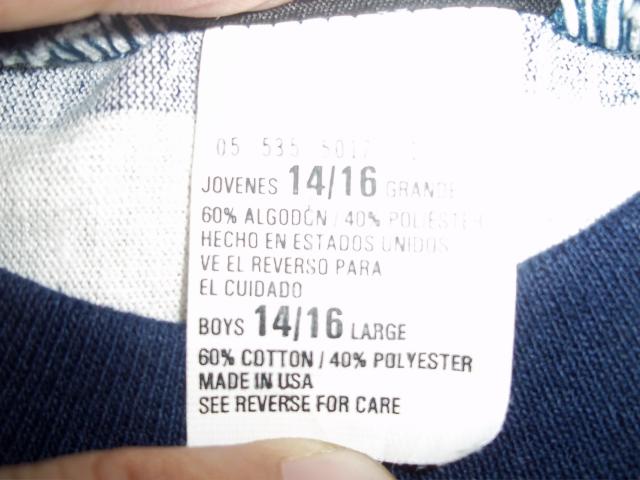 05 535 5017
JOVENES 14/16 GRANDE
60% ALGODÓN / 40% POLIESTER
HECHO EN ESTADOS UNIDOS
VE EL REVERSO PARA
EL CUIDADO
BOYS 14/16 LARGE
60% COTTON / 40% POLYESTER
MADE IN USA
SEE REVERSE FOR CARE